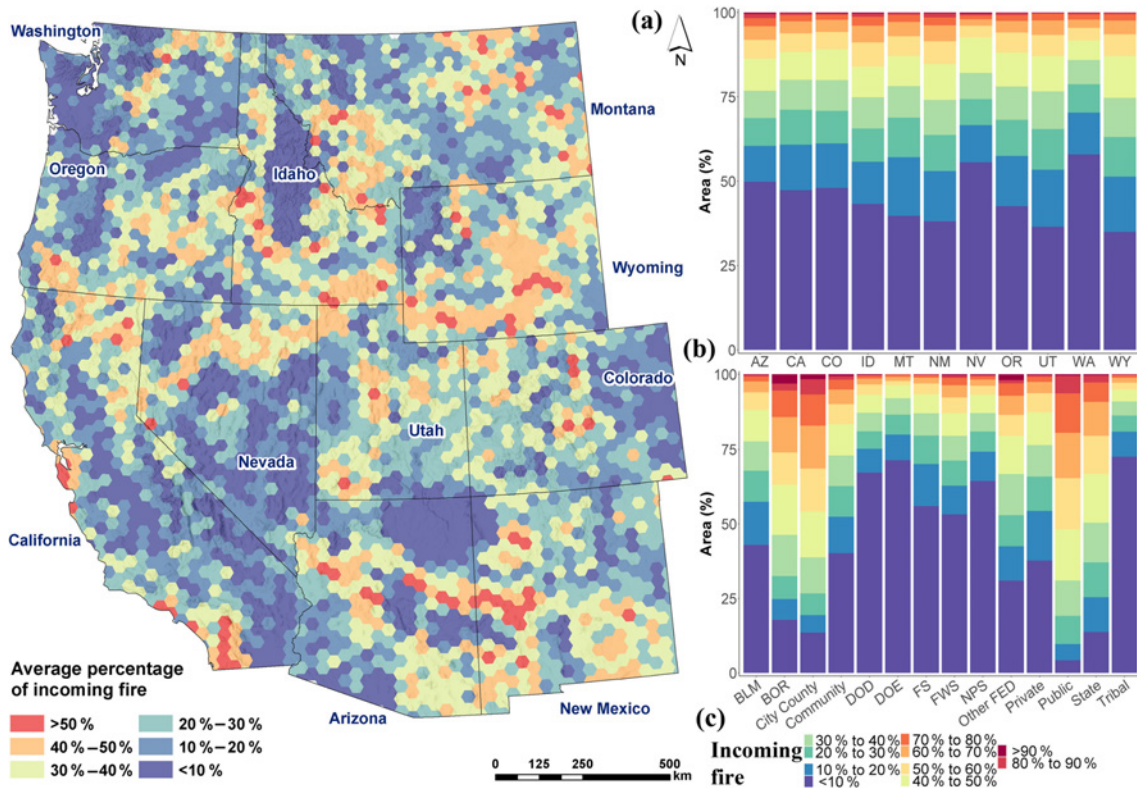 Washington
Oregon
Idaho
Montana
Wyoming
Nevada
Utah
Colorado
California
Arizona
New Mexico
Average percentage
of incoming fire
>50 %
40 %–50 %
30 %–40 %
20 %–30 %
10 %–20 %
<10 %
0 125 250 500
km
(a)
N
100
75
50
25
0
Area (%)
AZ CA CO ID MT NM NV OR UT WA WY
(b)
100
75
50
25
0
Area (%)
BLM BOR City County Community DOD DOE FS FWS NPS Other FED Private Public State Tribal
(c)
Incoming
fire
30 % to 40 %
20 % to 30 %
10 % to 20 %
<10 %
70 % to 80 %
60 % to 70 %
50 % to 60 %
40 % to 50 %
>90 %
80 % to 90 %